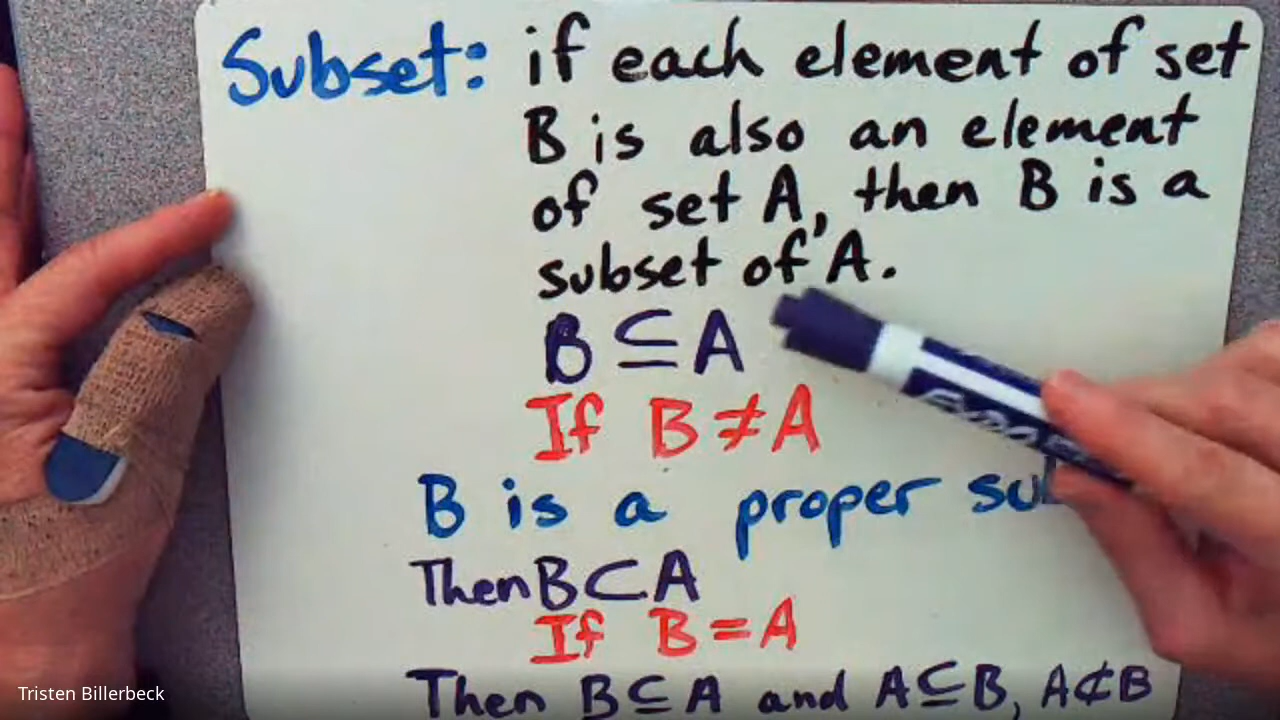 Subset: if each element of set
B is also an element
of set A, then B is a
subset of A.
B ⊆ A
If B ≠ A
B is a proper
Then B ⊂ A
If B = A
Then B ⊆ A and A ⊆ B, A ⊄ B
EXPO
Tristen Billerbeck